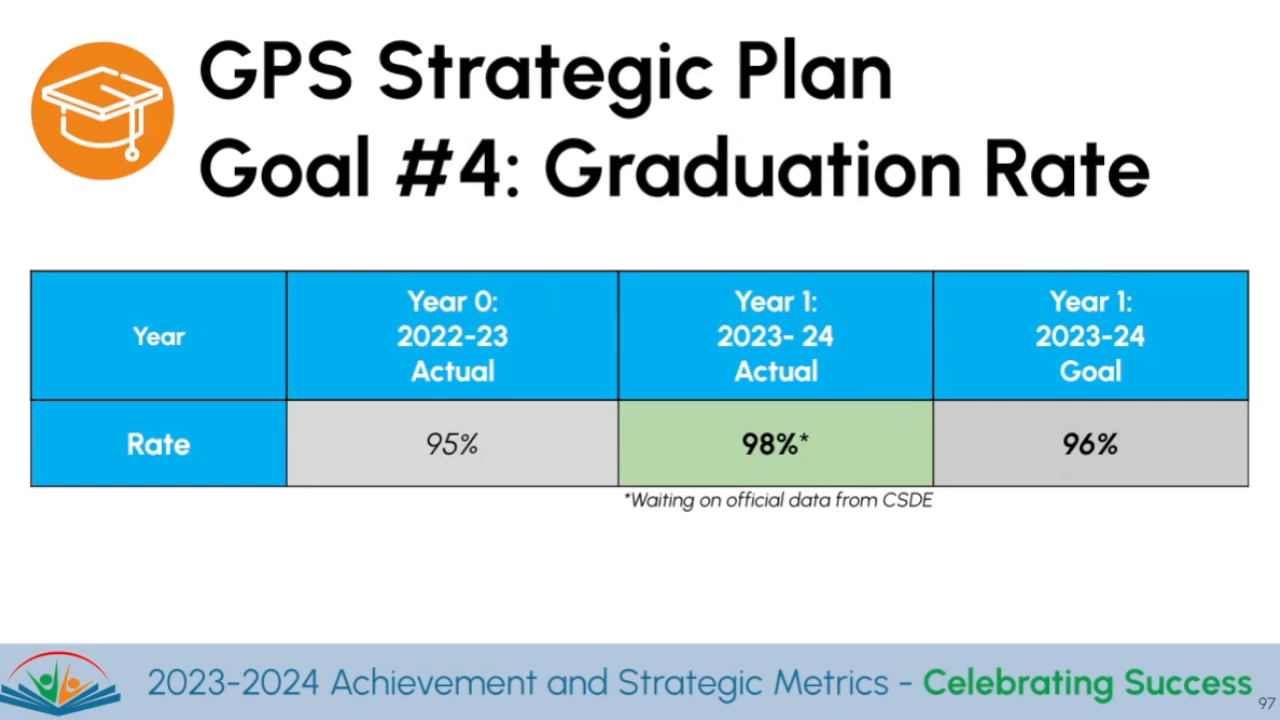 GPS Strategic Plan
Goal #4: Graduation Rate
Year
Year 0:
2022-23
Actual
Year 1:
2023- 24
Actual
Year 1:
2023-24
Goal
Rate
95%
98%*
96%
*Waiting on official data from CSDE
2023-2024 Achievement and Strategic Metrics - Celebrating Success
97